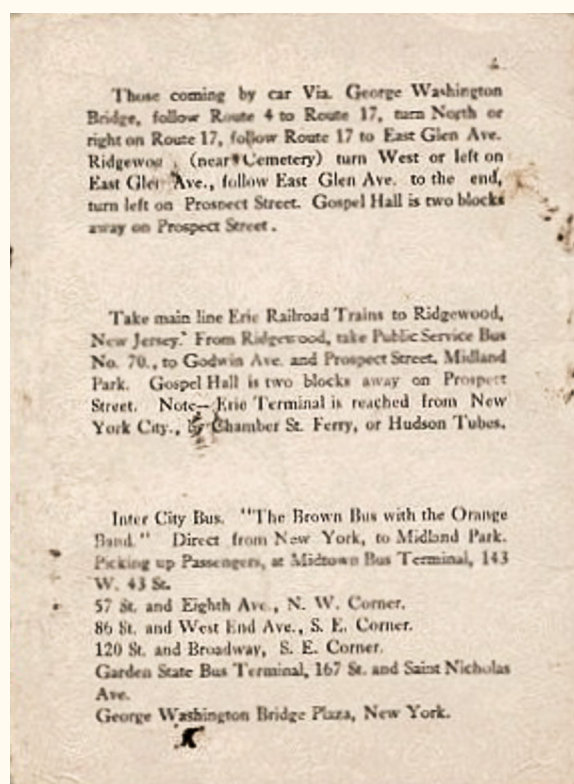 Those coming by car Via. George Washington
Bridge, follow Route 4 to Route 17, turn North or
right on Route 17, follow Route 17 to East Glen Ave.
Ridgewood, (near Cemetery) turn West or left on
East Glen Ave., follow East Glen Ave. to the end,
turn left on Prospect Street. Gospel Hall is two blocks
away on Prospect Street.
Take main line Erie Railroad Trains to Ridgewood,
New Jersey. From Ridgewood, take Public Service Bus
No. 70., to Godwin Ave. and Prospect Street, Midland
Park. Gospel Hall is two blocks away on Prospect
Street. Note— Erie Terminal is reached from New
York City., by Chamber St. Ferry, or Hudson Tubes.
Inter City Bus. "The Brown Bus with the Orange
Band." Direct from New York, to Midland Park.
Picking up Passengers, at Midtown Bus Terminal, 143
W. 43 St.
57 St. and Eighth Ave., N. W. Corner.
86 St. and West End Ave., S. E. Corner.
120 St. and Broadway, S. E. Corner.
Garden State Bus Terminal, 167 St. and Saint Nicholas
Ave.
George Washington Bridge Plaza, New York.